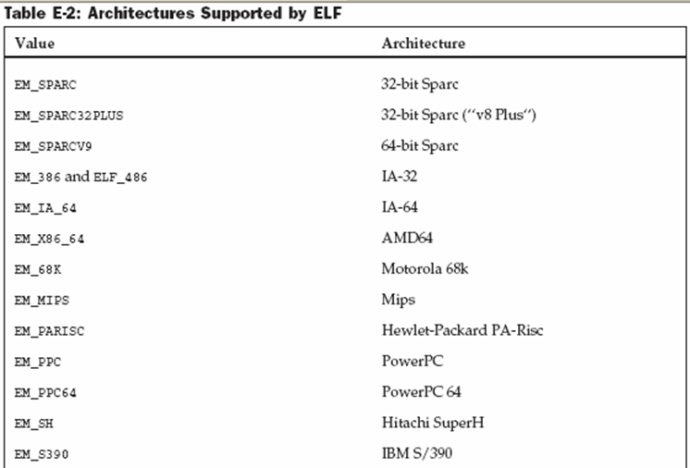 Table E-2: Architectures Supported by ELF
Value Architecture
EM_SPARC 32-bit Sparc
EM_SPARC32PLUS 32-bit Sparc (“v8 Plus“)
EM_SPARCV9 64-bit Sparc
EM_386 and ELF_486 IA-32
EM_IA_64 IA-64
EM_X86_64 AMD64
EM_68K Motorola 68k
EM_MIPS Mips
EM_PARISC Hewlet-Packard PA-Risc
EM_PPC PowerPC
EM_PPC64 PowerPC 64
EM_SH Hitachi SuperH
EM_S390 IBM S/390